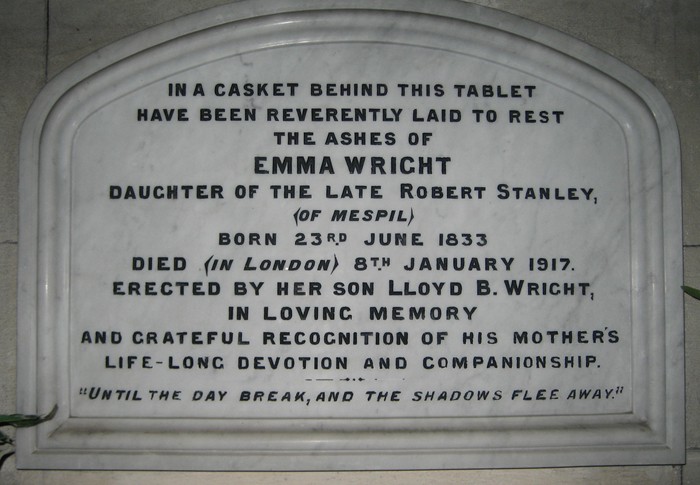 IN A CASKET BEHIND THIS TABLET
HAVE BEEN REVERENTLY LAID TO REST
THE ASHES OF
EMMA WRIGHT
DAUGHTER OF THE LATE ROBERT STANLEY,
(OF MESPIL)
BORN 23RD JUNE 1833
DIED (IN LONDON) 8TH JANUARY 1917.
ERECTED BY HER SON LLOYD B. WRIGHT,
IN LOVING MEMORY
AND GRATEFUL RECOGNITION OF HIS MOTHER'S
LIFE-LONG DEVOTION AND COMPANIONSHIP.
"UNTIL THE DAY BREAK, AND THE SHADOWS FLEE AWAY."